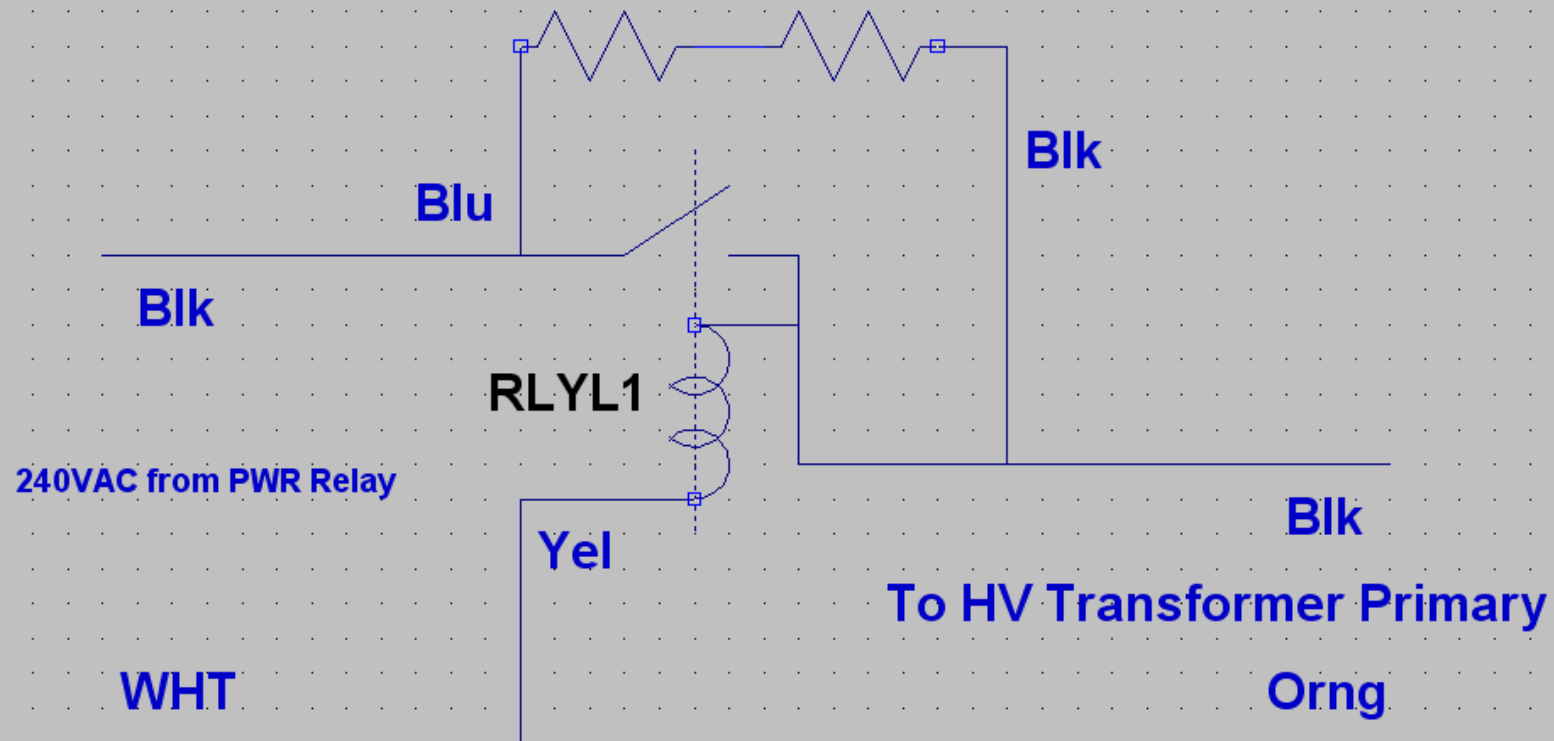 Blk
Blu
Blk
RLYL1
240VAC from PWR Relay
Blk
Yel
To HV Transformer Primary
WHT
Orng